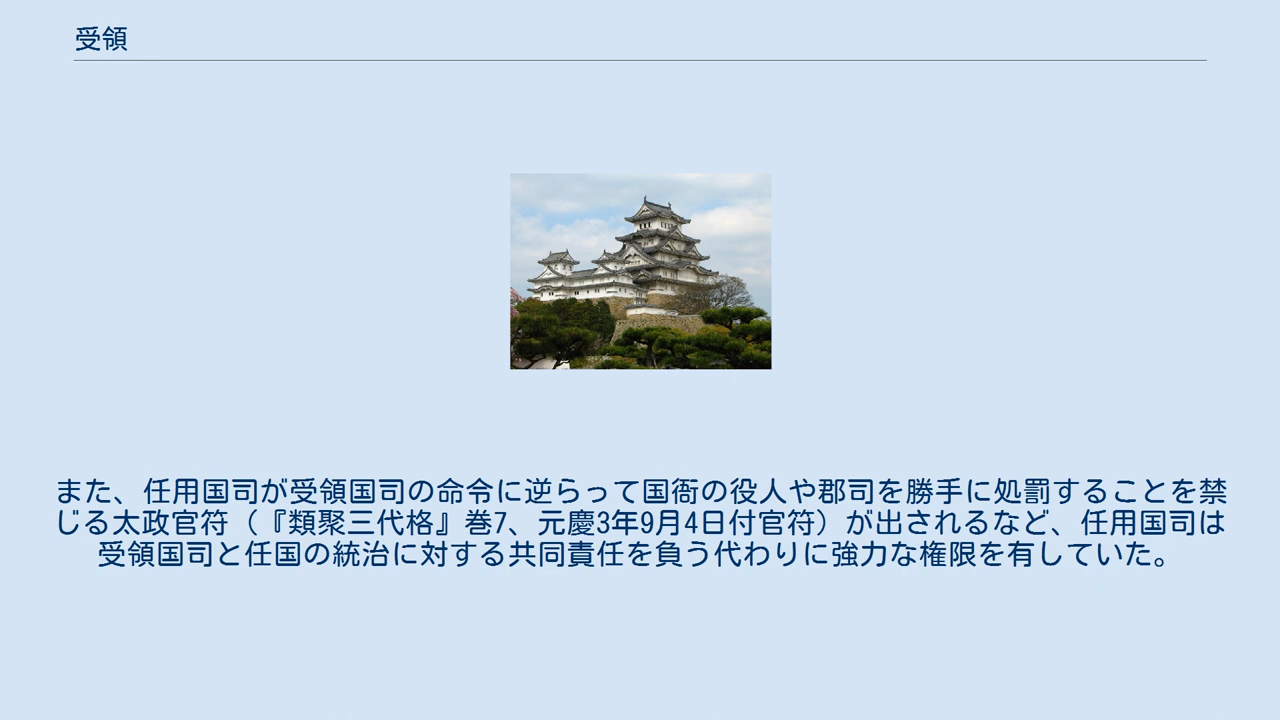 受領
また、任用国司が受領国司の命令に逆らって国衙の役人や郡司を勝手に処罰することを禁
じる太政官符（『類聚三代格』巻7、元慶3年9月4日付官符）が出されるなど、任用国司は
受領国司と任国の統治に対する共同責任を負う代わりに強力な権限を有していた。